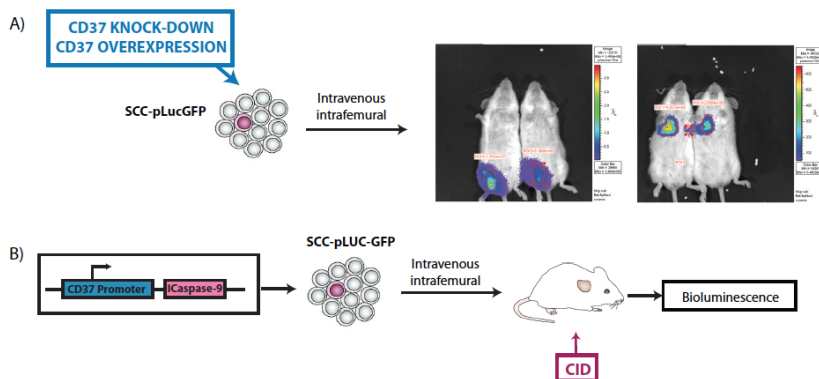 A)
CD37 KNOCK-DOWN
CD37 OVEREXPRESSION
SCC-pLucGFP
Intravenous
intrafemural
Image
B)
CD37 Promoter
iCaspase-9
SCC-pLUC-GFP
Intravenous
intrafemural
Bioluminescence
CID